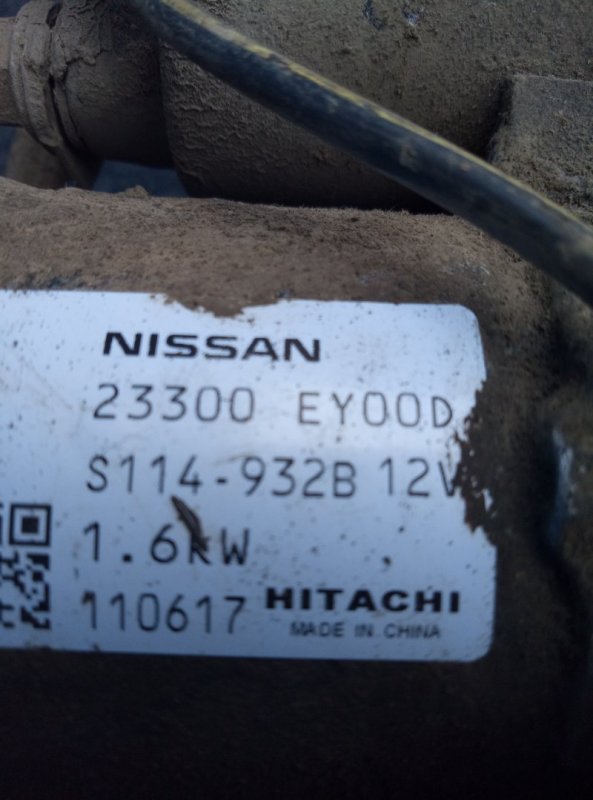 NISSAN
23300 EY00D
S114-932B 12V
1.6kW
110617 HITACHI
MADE IN CHINA